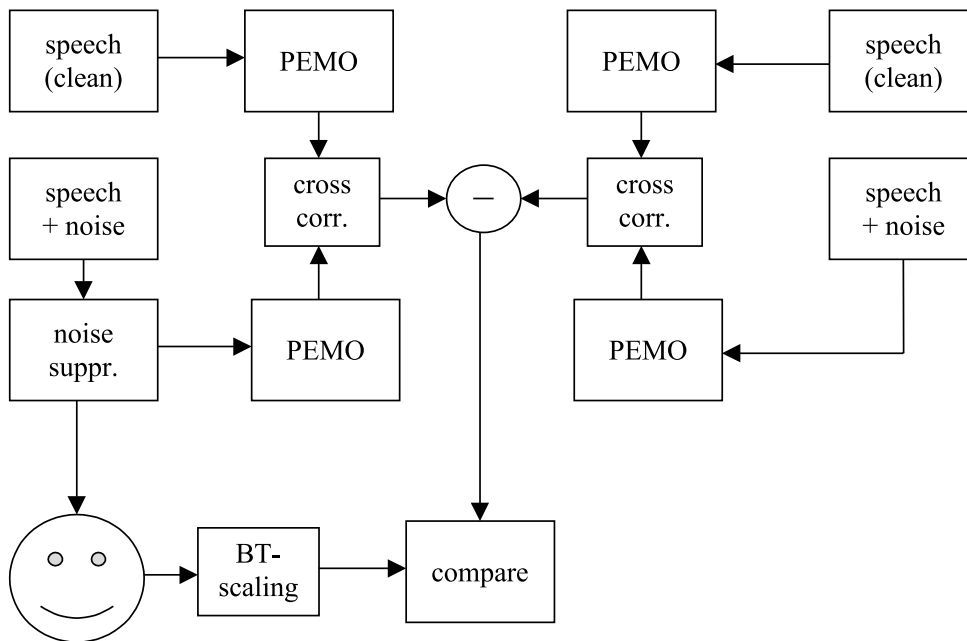 speech
(clean)
PEMO
PEMO
speech
(clean)
speech
+ noise
cross
corr.
−
cross
corr.
speech
+ noise
noise
suppr.
PEMO
PEMO
BT-
scaling
compare